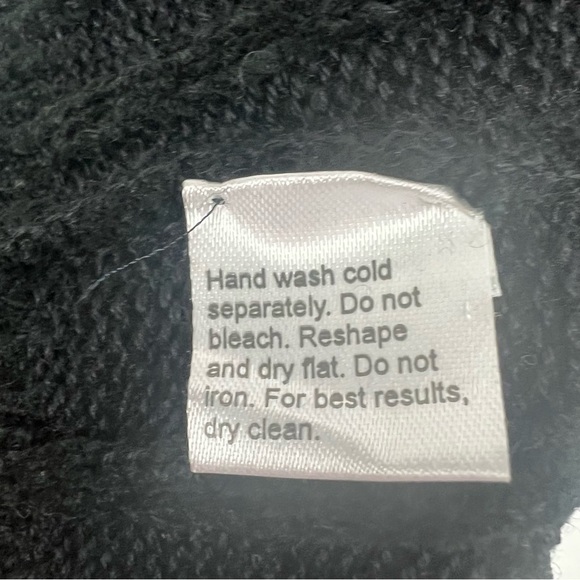 Hand wash cold
separately. Do not
bleach. Reshape
and dry flat. Do not
iron. For best results,
dry clean.